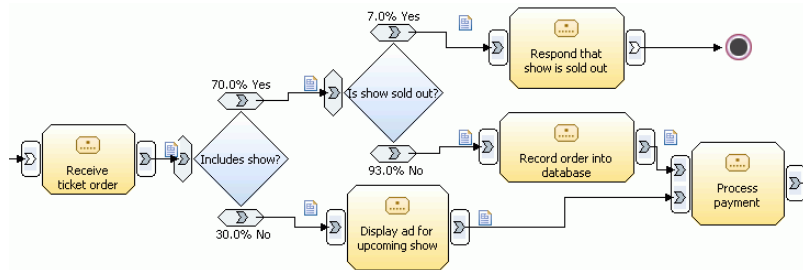 7.0% Yes
Respond that
show is sold out
70.0% Yes
Is show sold out?
Receive
ticket order
Includes show?
93.0% No
Record order into
database
Process
payment
30.0% No
Display ad for
upcoming show